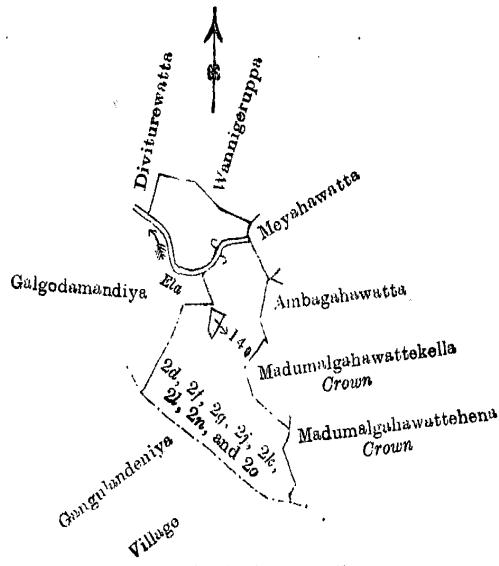 Diviturewatta
Wannigeruppa
Meyahawatta
Galgodamandiya
Ela
Ambagahawatta
140
Madumalgahawattekella
Crown
2d, 2f, 2g, 2j, 2k,
2l, 2n, and 2o
Madumalgahawattehena
Crown
Gangulandeniya
Village